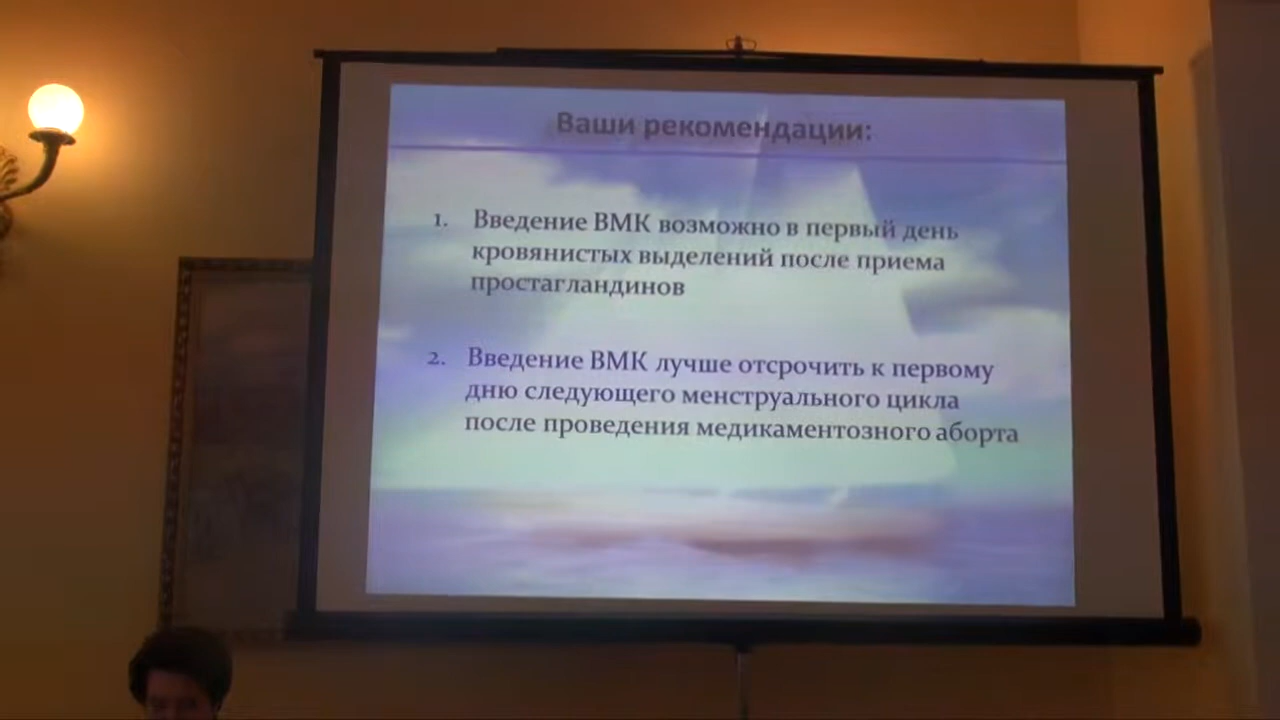 Ваши рекомендации:
1. Введение ВМК возможно в первый день
кровянистых выделений после приема
простагландинов
2. Введение ВМК лучше отсрочить к первому
дню следующего менструального цикла
после проведения медикаментозного аборта